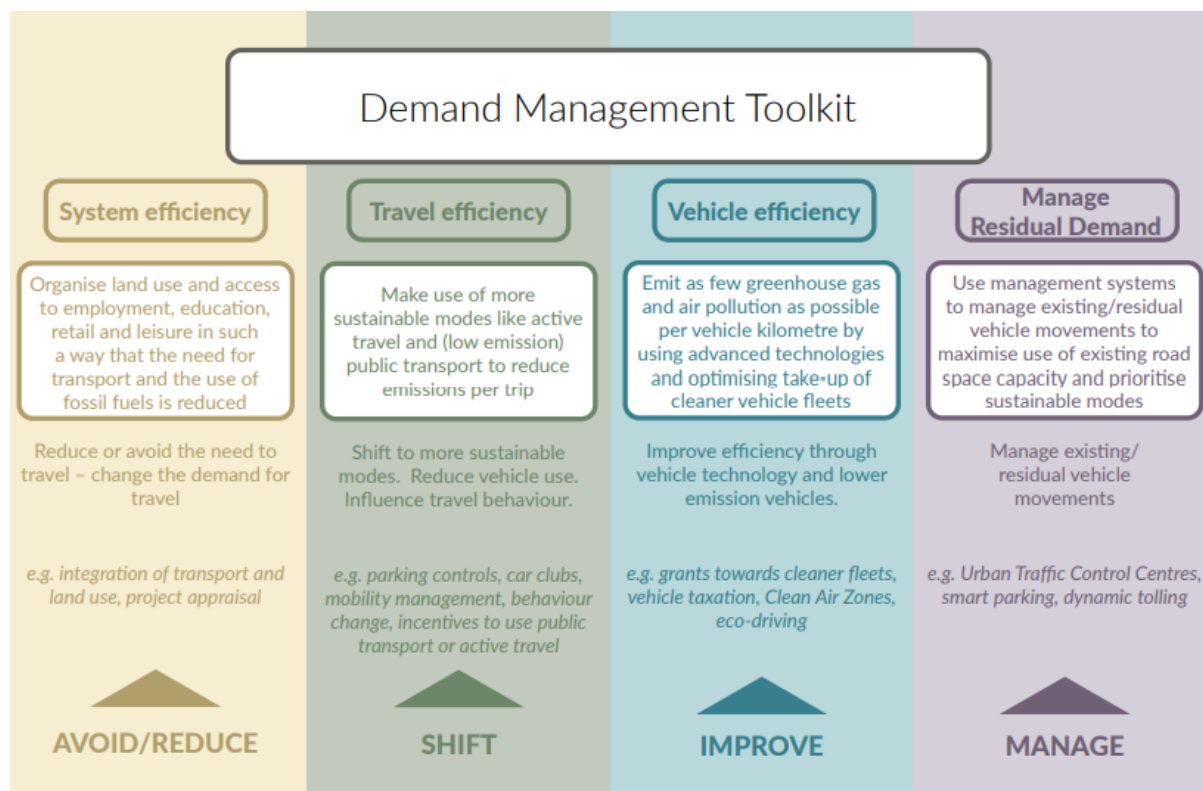 Demand Management Toolkit
System efficiency
Organise land use and access
to employment, education,
retail and leisure in such
a way that the need for
transport and the use of
fossil fuels is reduced
Reduce or avoid the need to
travel – change the demand for
travel
e.g. integration of transport and
land use, project appraisal
AVOID/REDUCE
Travel efficiency
Make use of more
sustainable modes like active
travel and (low emission)
public transport to reduce
emissions per trip
Shift to more sustainable
modes. Reduce vehicle use.
Influence travel behaviour.
e.g. parking controls, car clubs,
mobility management, behaviour
change, incentives to use public
transport or active travel
SHIFT
Vehicle efficiency
Emit as few greenhouse gas
and air pollution as possible
per vehicle kilometre by
using advanced technologies
and optimising take-up of
cleaner vehicle fleets
Improve efficiency through
vehicle technology and lower
emission vehicles.
e.g. grants towards cleaner fleets,
vehicle taxation, Clean Air Zones,
eco-driving
IMPROVE
Manage
Residual Demand
Use management systems
to manage existing/residual
vehicle movements to
maximise use of existing road
space capacity and prioritise
sustainable modes
Manage existing/
residual vehicle
movements
e.g. Urban Traffic Control Centres,
smart parking, dynamic tolling
MANAGE